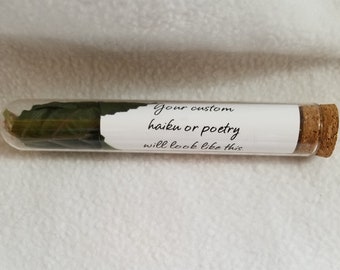 Your custom
haiku or poetry
will look like this